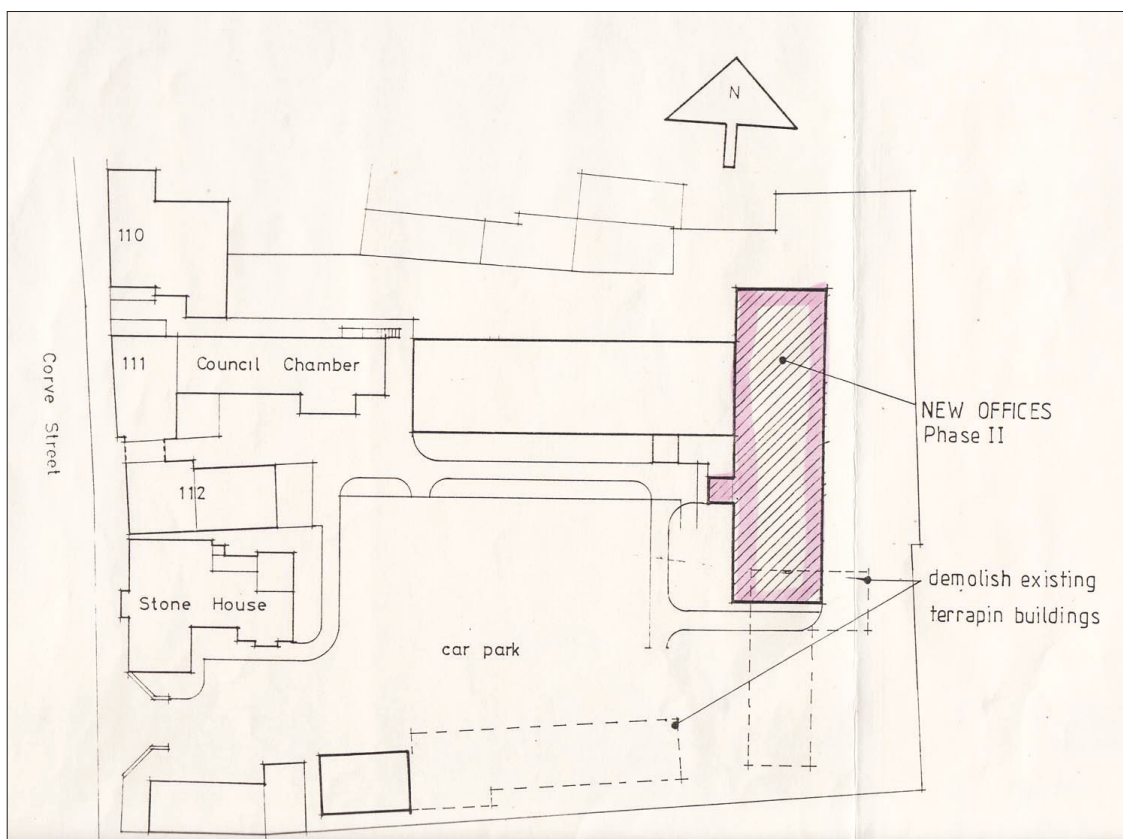 N
110
111
Council Chamber
Corve Street
NEW OFFICES
Phase II
112
demolish existing
terrapin buildings
Stone House
car park